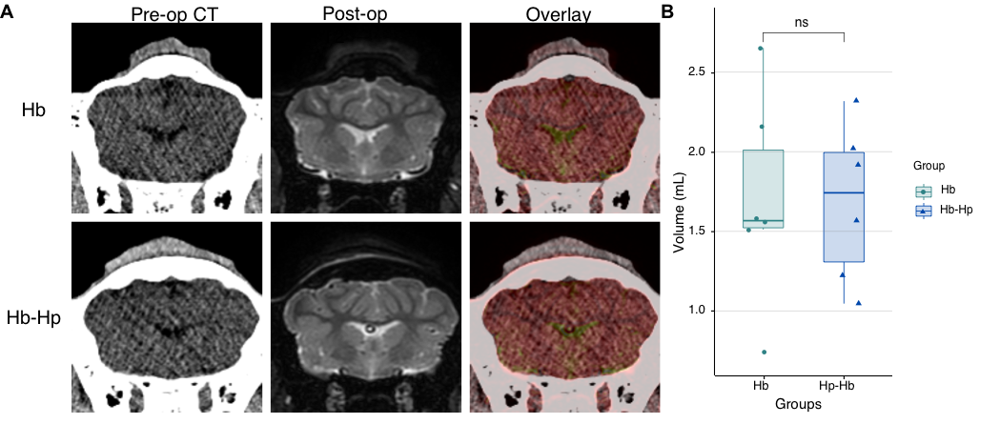 A
Pre-op CT
Post-op
Overlay
Hb
Hb-Hp
B
ns
2.5
2.0
1.5
1.0
Volume (mL)
Hb
Hp-Hb
Groups
Group
Hb
Hb-Hp